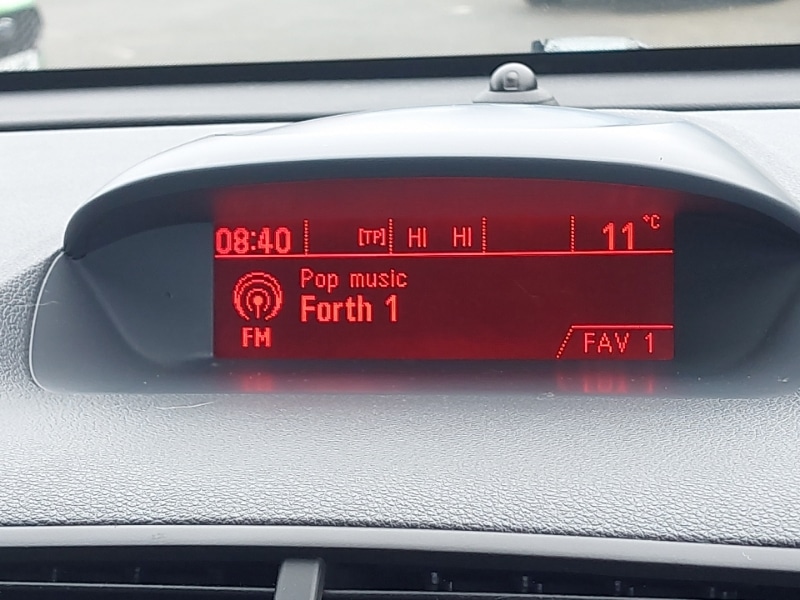 08:40 [TP] HI HI 11 °C
Pop music
Forth 1
FM
FAV 1